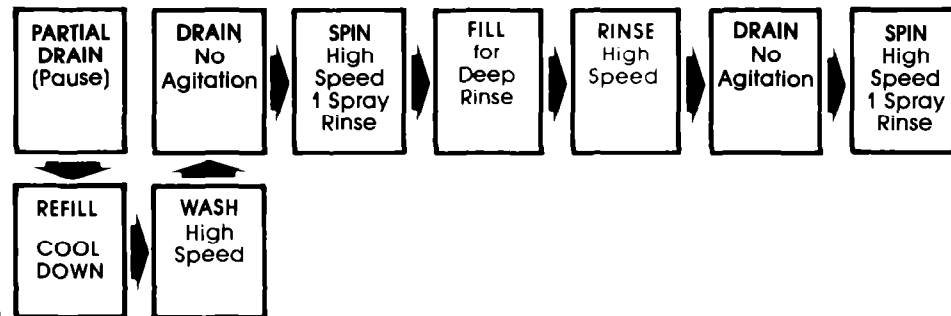 PARTIAL
DRAIN
(Pause)
DRAIN
No
Agitation
SPIN
High
Speed
1 Spray
Rinse
FILL
for
Deep
Rinse
RINSE
High
Speed
DRAIN
No
Agitation
SPIN
High
Speed
1 Spray
Rinse
REFILL
COOL
DOWN
WASH
High
Speed